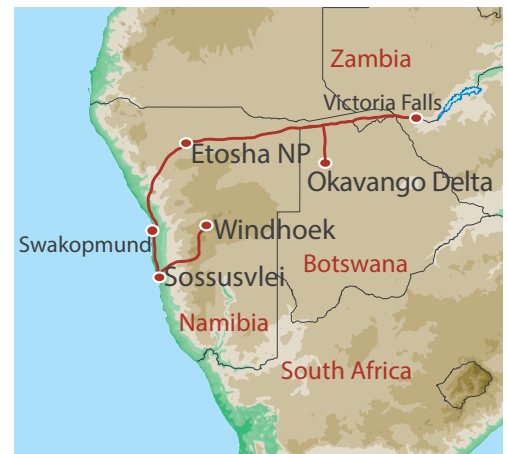 Zambia
Victoria Falls
Etosha NP
Okavango Delta
Windhoek
Swakopmund
Botswana
Sossusvlei
Namibia
South Africa